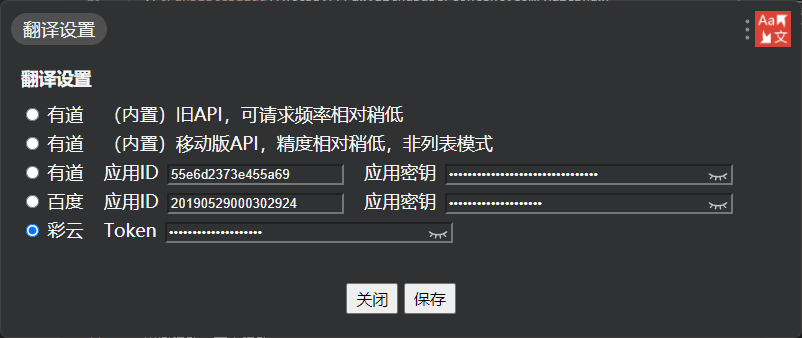 翻译设置
Aa
文
翻译设置
有道 （内置）旧API，可请求频率相对稍低
有道 （内置）移动版API，精度相对稍低，非列表模式
有道 应用ID 55e6d2373e455a69 应用密钥 ••••••••••••••••••••••••••••••••
百度 应用ID 20190529000302924 应用密钥 ••••••••••••••••••••
彩云 Token ••••••••••••••••••••
关闭 保存